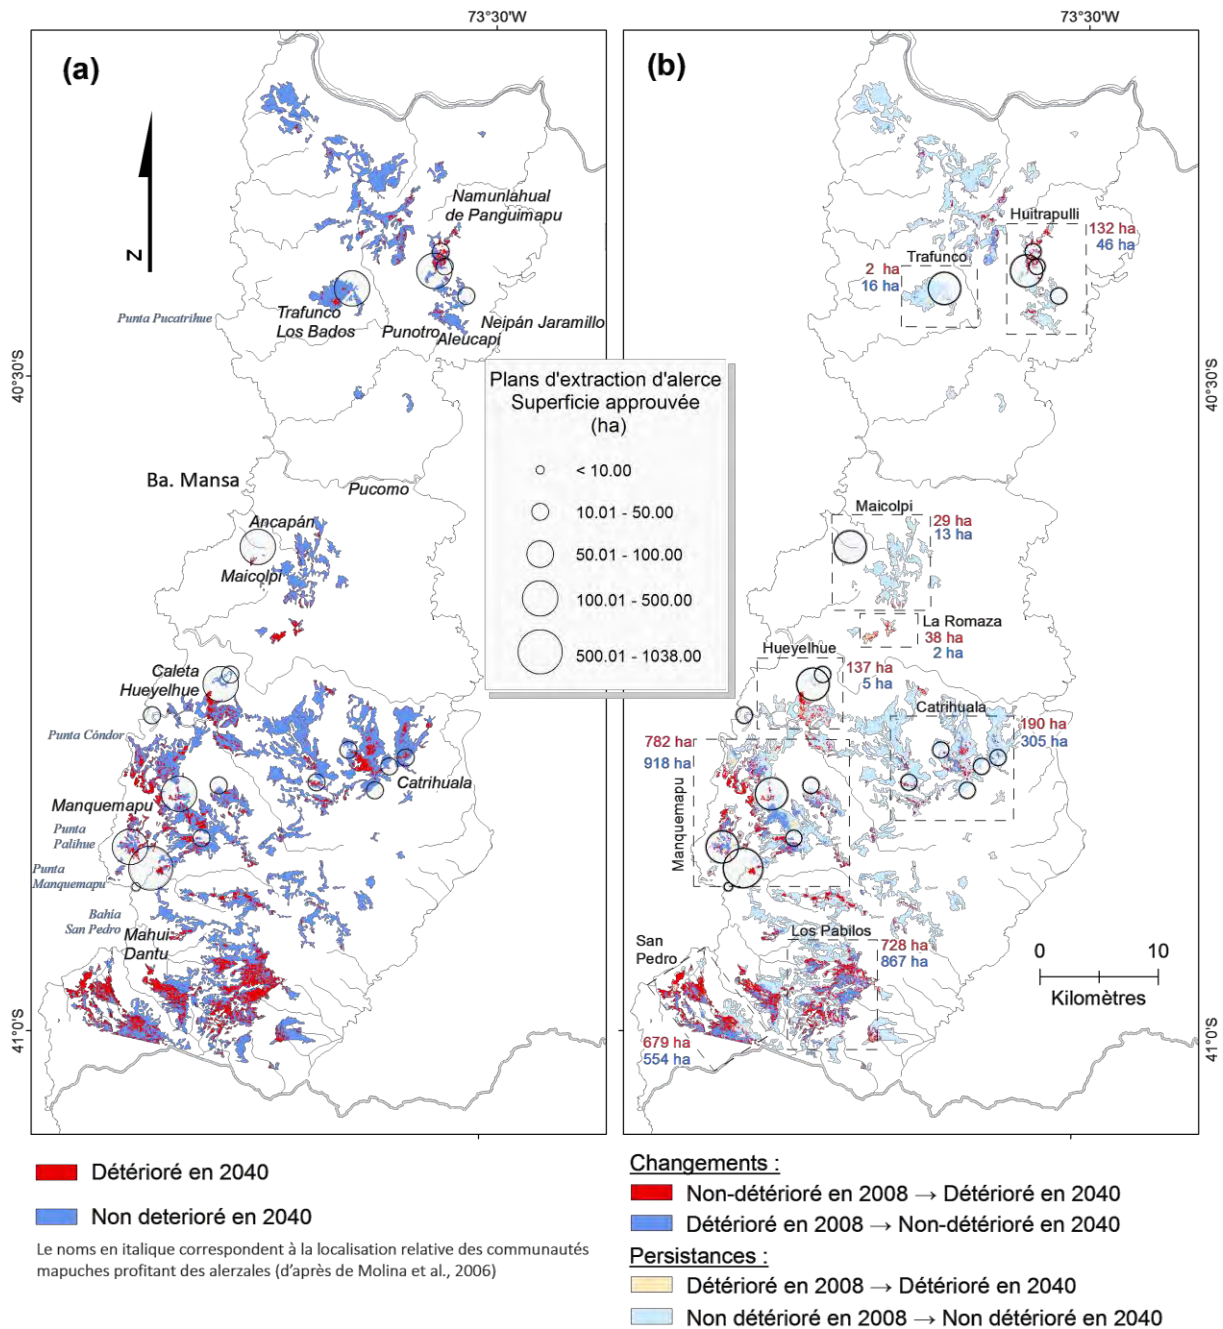 73°30'W
73°30'W
(a)
(b)
N
Namunlahual
de Panguimapu
Trafunco
Los Bados
Punotro
Aleucapi
Neipán Jaramillo
Punta Pucatrihue
40°30'S
40°30'S
Huitrapulli
132 ha
46 ha
Trafunco
2 ha
16 ha
Plans d'extraction d'alerce
Superficie approuvée
(ha)
< 10.00
10.01 - 50.00
50.01 - 100.00
100.01 - 500.00
500.01 - 1038.00
Ba. Mansa
Pucomo
Ancapán
Maicolpi
Maicolpi
29 ha
13 ha
La Romaza
38 ha
2 ha
Caleta
Hueyelhue
Hueyelhue
137 ha
5 ha
Punta Cóndor
Catrihuala
190 ha
305 ha
782 ha
918 ha
Catrihuala
Manquemapu
Manquemapu
Punta
Palihue
Punta
Manquemapu
Bahía
San Pedro
Mahui
Dantu
San
Pedro
Los Pabilos
728 ha
867 ha
0 10
Kilomètres
679 ha
554 ha
41°0'S
41°0'S
Détérioré en 2040
Non deterioré en 2040
Le noms en italique correspondent à la localisation relative des communautés
mapuches profitant des alerzales (d'après de Molina et al., 2006)
Changements :
Non-détérioré en 2008 → Détérioré en 2040
Détérioré en 2008 → Non-détérioré en 2040
Persistances :
Détérioré en 2008 → Détérioré en 2040
Non détérioré en 2008 → Non détérioré en 2040